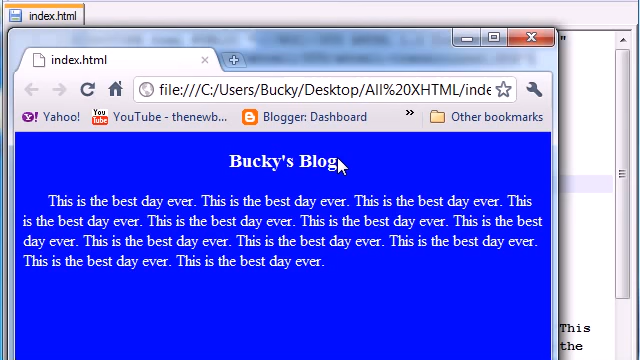 index.html
"
index.html
file:///C:/Users/Bucky/Desktop/All%20XHTML/inde
Yahoo!
You Tube
YouTube - thenewb...
Blogger: Dashboard
»
Other bookmarks
Bucky's Blog
This is the best day ever. This is the best day ever. This is the best day ever. This
is the best day ever. This is the best day ever. This is the best day ever. This is the best
day ever. This is the best day ever. This is the best day ever. This is the best day ever.
This is the best day ever. This is the best day ever.
This
the